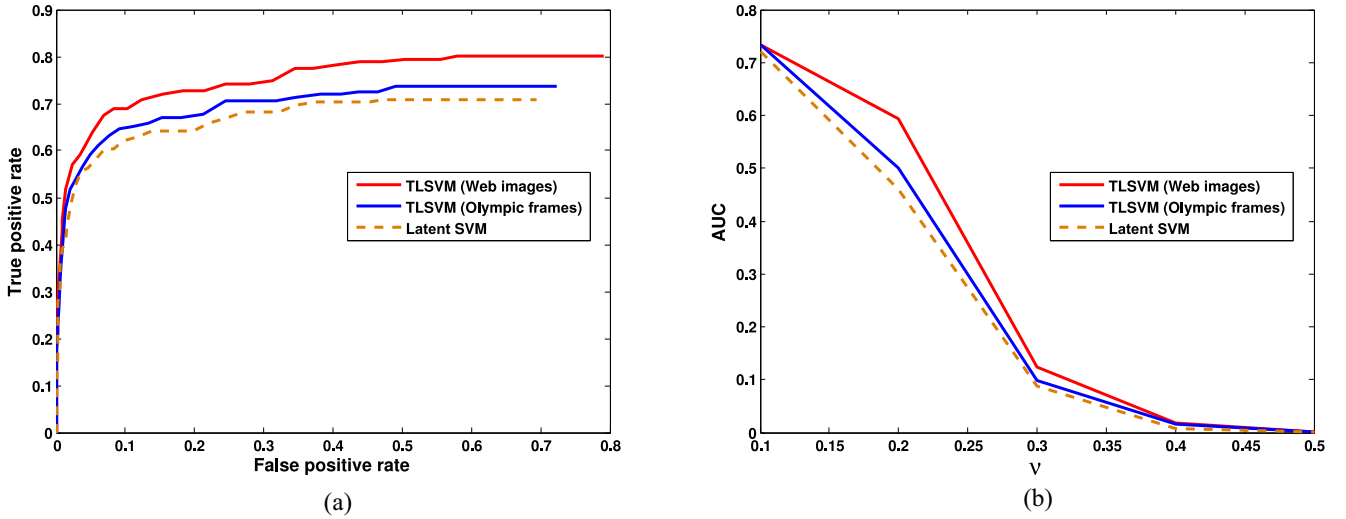 0.9
0.8
0.7
0.6
0.5
0.4
0.3
0.2
0.1
0
True positive rate
TLSVM (Web images)
TLSVM (Olympic frames)
Latent SVM
0 0.1 0.2 0.3 0.4 0.5 0.6 0.7 0.8
False positive rate
(a)
0.8
0.7
0.6
0.5
0.4
0.3
0.2
0.1
0
AUC
TLSVM (Web images)
TLSVM (Olympic frames)
Latent SVM
0.1 0.15 0.2 0.25 0.3 0.35 0.4 0.45 0.5
ν
(b)